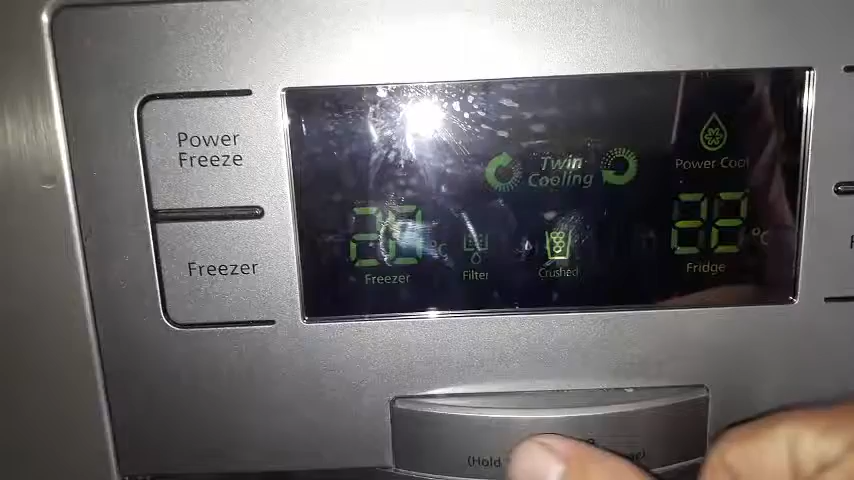 Power
Freeze
Freezer
Twin
Cooling
Power Cool
°C
Freezer
Filter
Crushed
°C
Fridge
(Hold